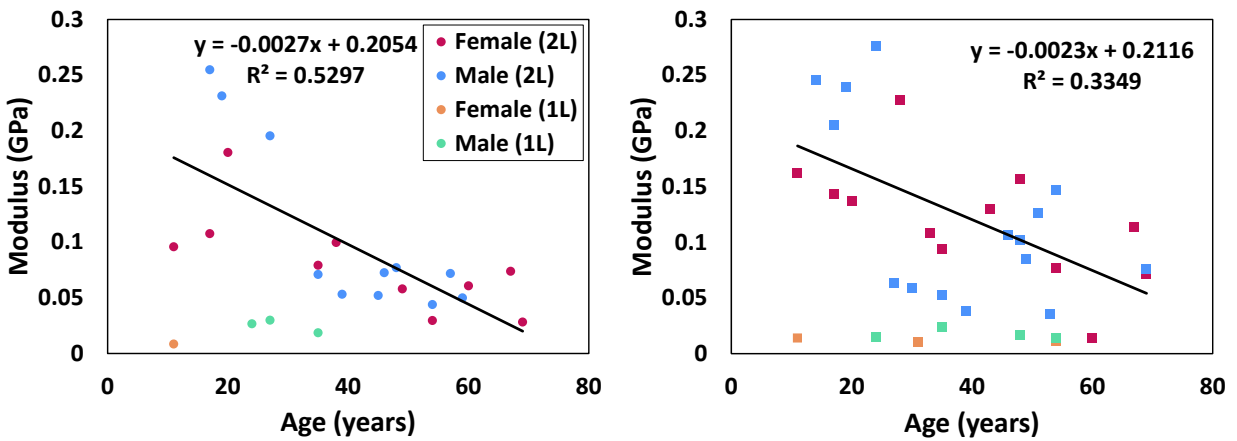 0.3
0.25
0.2
0.15
0.1
0.05
0
0
20
40
60
80
Modulus (GPa)
Age (years)
y = -0.0027x + 0.2054
R² = 0.5297
Female (2L)
Male (2L)
Female (1L)
Male (1L)
0.3
0.25
0.2
0.15
0.1
0.05
0
0
20
40
60
80
Modulus (GPa)
Age (years)
y = -0.0023x + 0.2116
R² = 0.3349